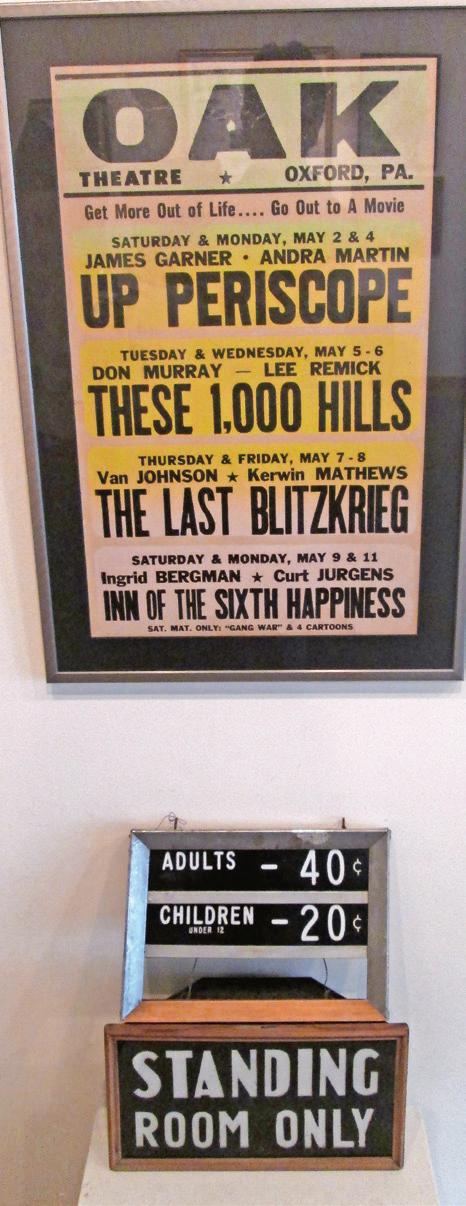 OAK
THEATRE ★ OXFORD, PA.
Get More Out of Life.... Go Out to A Movie
SATURDAY & MONDAY, MAY 2 & 4
JAMES GARNER • ANDRA MARTIN
UP PERISCOPE
TUESDAY & WEDNESDAY, MAY 5 - 6
DON MURRAY — LEE REMICK
THESE 1,000 HILLS
THURSDAY & FRIDAY, MAY 7 - 8
Van JOHNSON ★ Kerwin MATHEWS
THE LAST BLITZKRIEG
SATURDAY & MONDAY, MAY 9 & 11
Ingrid BERGMAN ★ Curt JURGENS
INN OF THE SIXTH HAPPINESS
SAT. MAT. ONLY: "GANG WAR" & 4 CARTOONS
ADULTS - 40¢
CHILDREN - 20¢
UNDER 12
STANDING
ROOM ONLY